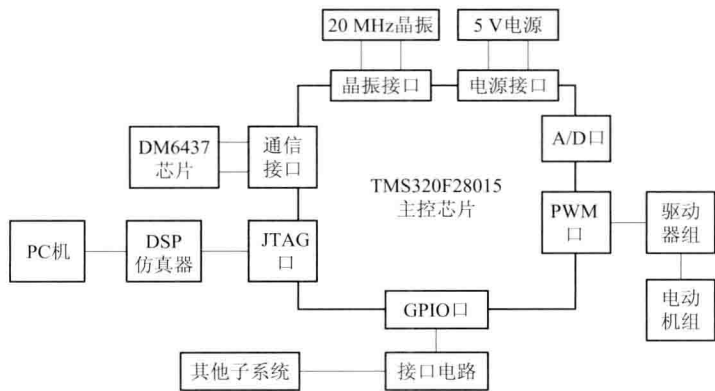 20 MHz晶振
5 V电源
晶振接口
电源接口
A/D口
DM6437
芯片
通信
接口
TMS320F28015
主控芯片
PWM
口
驱动
器组
PC机
DSP
仿真器
JTAG
口
电动
机组
GPIO口
其他子系统
接口电路